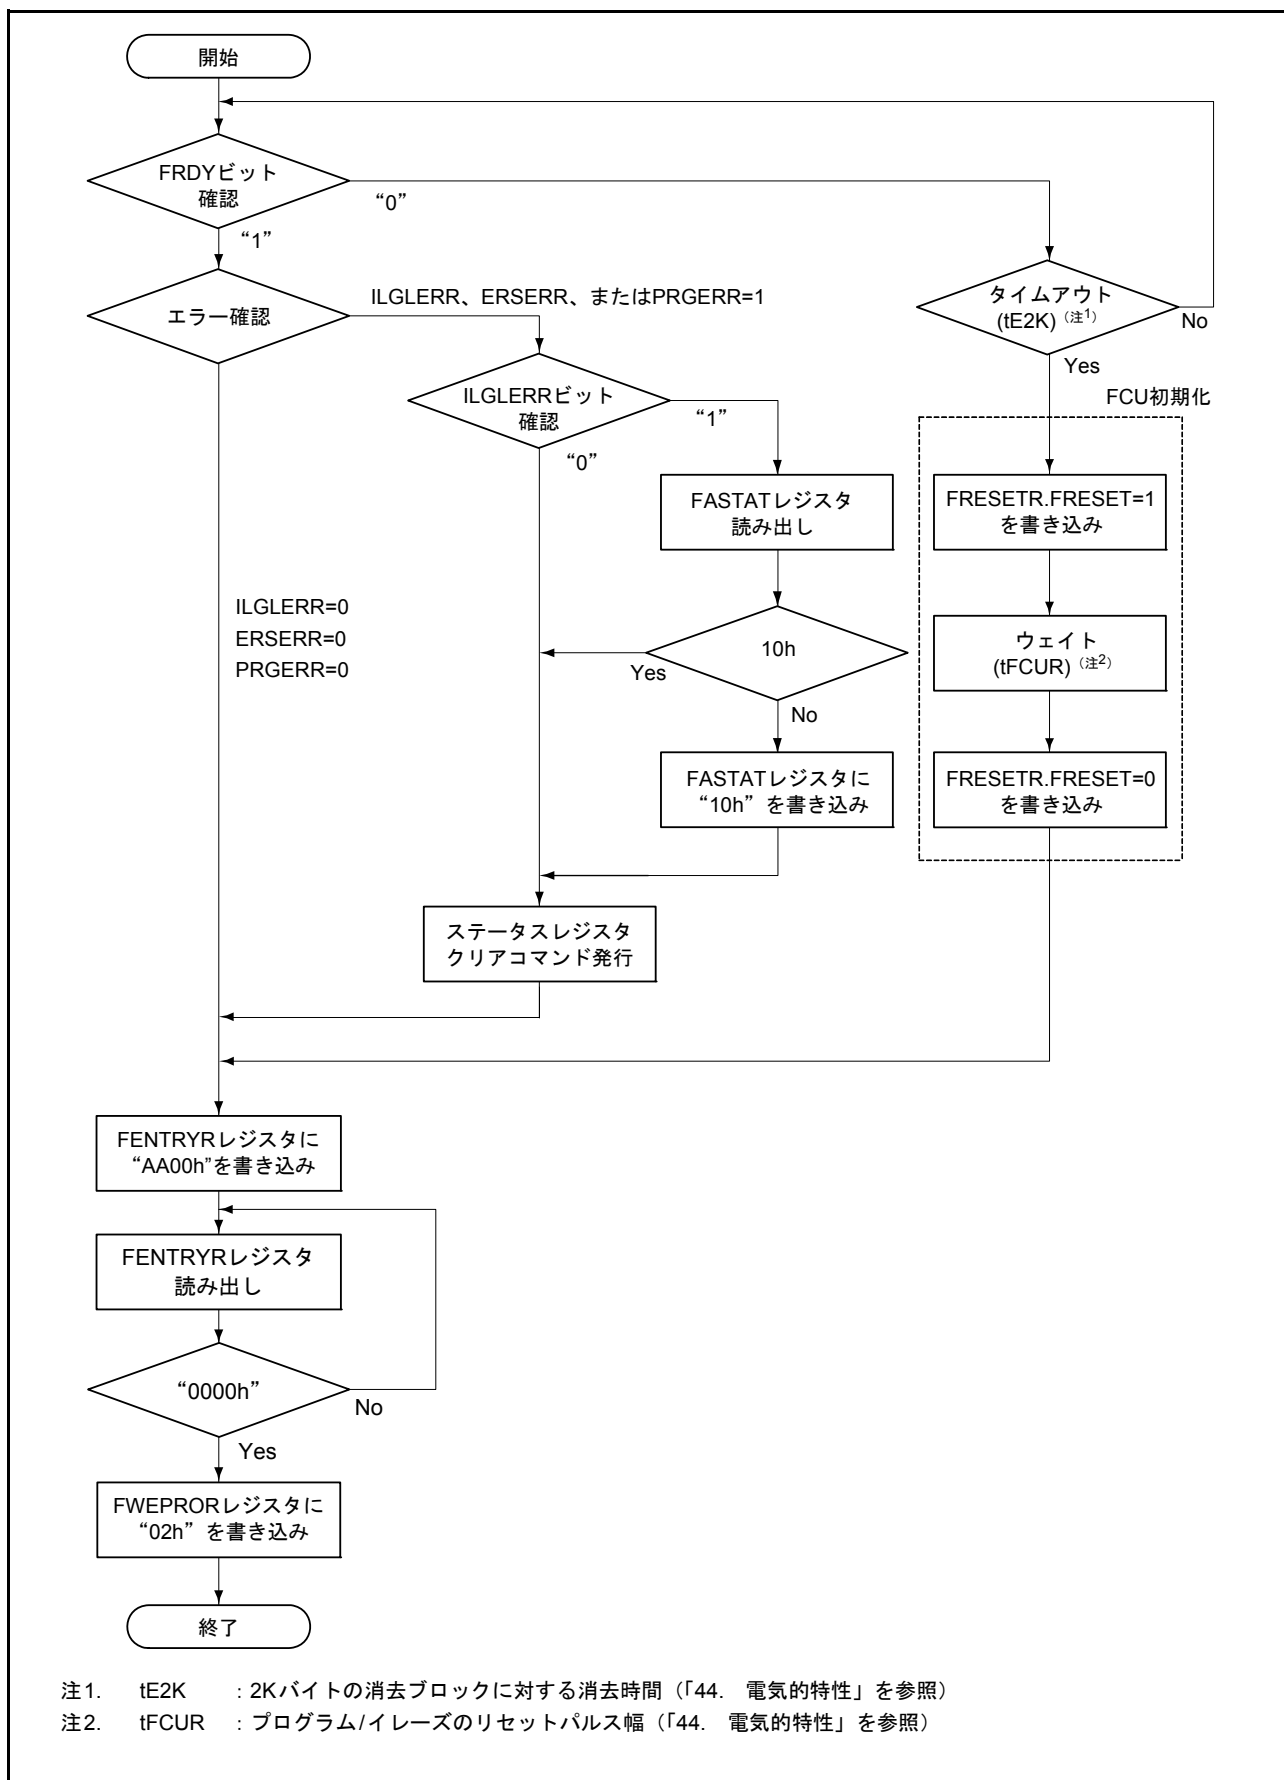 開始
FRDYビット
確認
“0”
“1”
エラー確認
ILGLERR、ERSERR、またはPRGERR=1
タイムアウト
(tE2K)（注1）
No
Yes
FCU初期化
ILGLERRビット
確認
“1”
“0”
FASTATレジスタ
読み出し
FRESETR.FRESET=1
を書き込み
ILGLERR=0
ERSERR=0
PRGERR=0
10h
Yes
No
ウェイト
(tFCUR)（注2）
FASTATレジスタに
“10h” を書き込み
FRESETR.FRESET=0
を書き込み
ステータスレジスタ
クリアコマンド発行
FENTRYRレジスタに
“AA00h”を書き込み
FENTRYRレジスタ
読み出し
“0000h”
No
Yes
FWEPRORレジスタに
“02h” を書き込み
終了
注1. tE2K ：2Kバイトの消去ブロックに対する消去時間（「44. 電気的特性」を参照）
注2. tFCUR ：プログラム/イレーズのリセットパルス幅（「44. 電気的特性」を参照）